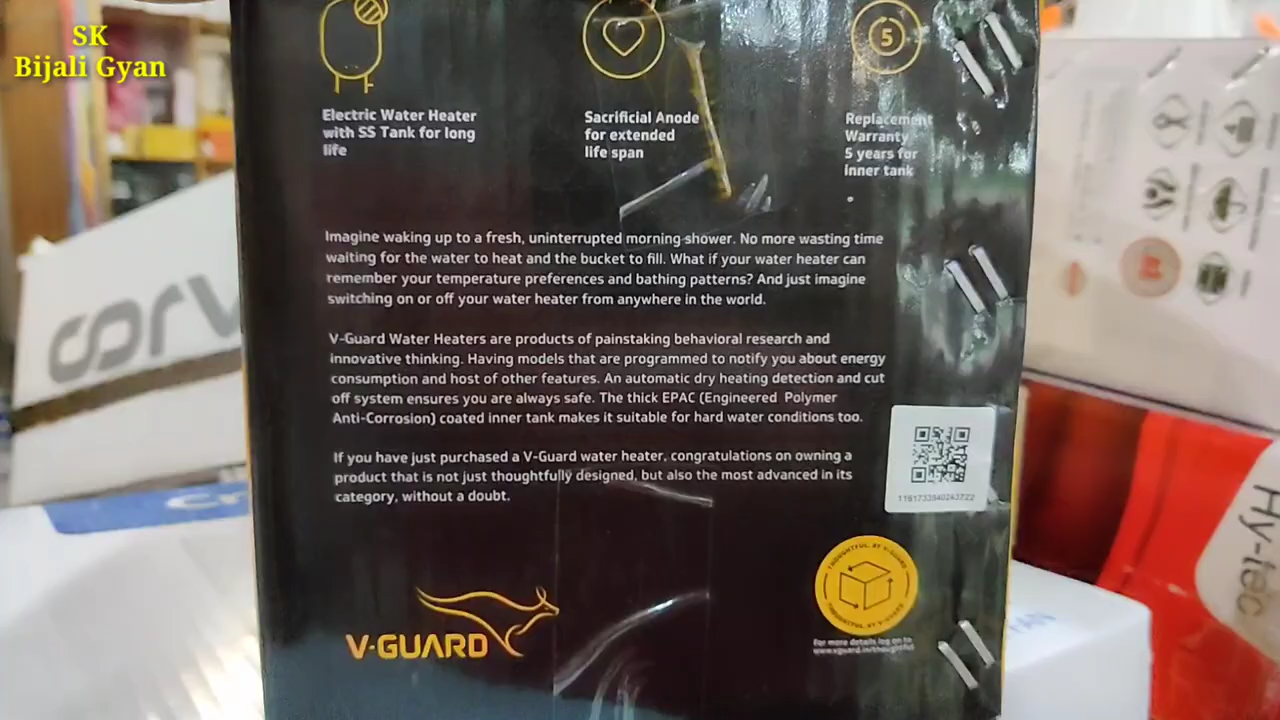 SK
Bijali Gyan
5
Electric Water Heater
with SS Tank for long
life
Sacrificial Anode
for extended
life span
Replacement
Warranty
5 years for
inner tank
Imagine waking up to a fresh, uninterrupted morning shower. No more wasting time
waiting for the water to heat and the bucket to fill. What if your water heater can
remember your temperature preferences and bathing patterns? And just imagine
switching on or off your water heater from anywhere in the world.
V-Guard Water Heaters are products of painstaking behavioral research and
innovative thinking. Having models that are programmed to notify you about energy
consumption and host of other features. An automatic dry heating detection and cut
off system ensures you are always safe. The thick EPAC (Engineered Polymer
Anti-Corrosion) coated inner tank makes it suitable for hard water conditions too.
If you have just purchased a V-Guard water heater, congratulations on owning a
product that is not just thoughtfully designed, but also the most advanced in its
category, without a doubt.
V-GUARD
THOUGHTFUL. BY V-GUARD
THOUGHTFUL. BY V-GUARD
For more details log on to
www.vguard.in/thoughtful
Hy-tec